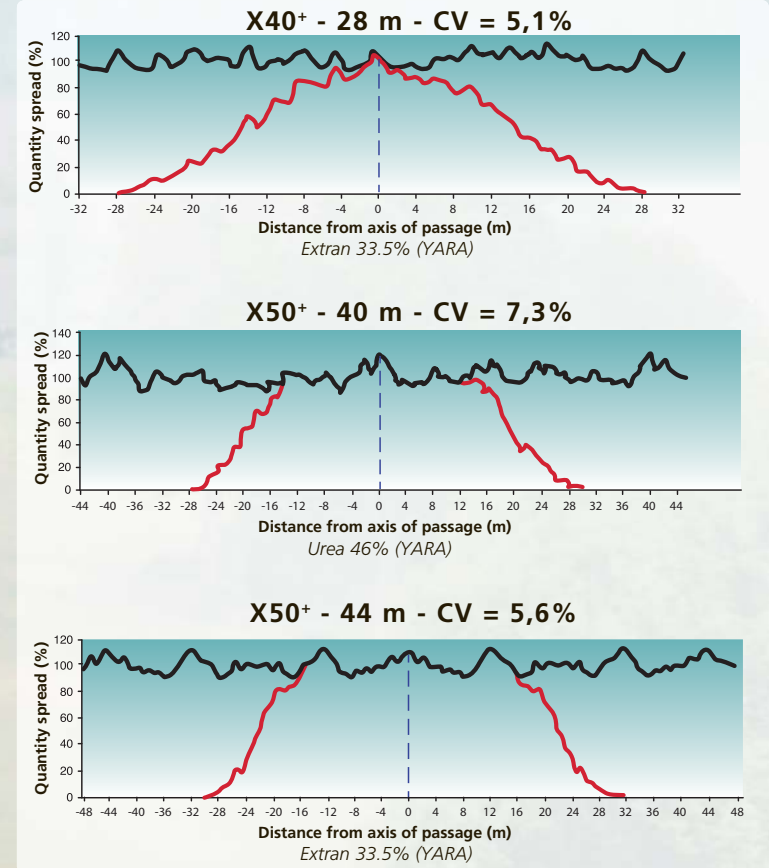 X40+ - 28 m - CV = 5,1%
Quantity spread (%)
120
100
80
60
40
20
0
-32 -28 -24 -20 -16 -12 -8 -4 0 4 8 12 16 20 24 28 32
Distance from axis of passage (m)
Extran 33.5% (YARA)
X50+ - 40 m - CV = 7,3%
Quantity spread (%)
140
120
100
80
60
40
20
0
-44 -40 -36 -32 -28 -24 -20 -16 -12 -8 -4 0 4 8 12 16 20 24 28 32 36 40 44
Distance from axis of passage (m)
Urea 46% (YARA)
X50+ - 44 m - CV = 5,6%
Quantity spread (%)
120
100
80
60
40
20
0
-48 -50 -40 -36 -32 -28 -24 -20 -16 -12 -8 -4 0 4 8 12 16 20 24 28 32 36 40 44 48
Distance from axis of passage (m)
Extran 33.5% (YARA)